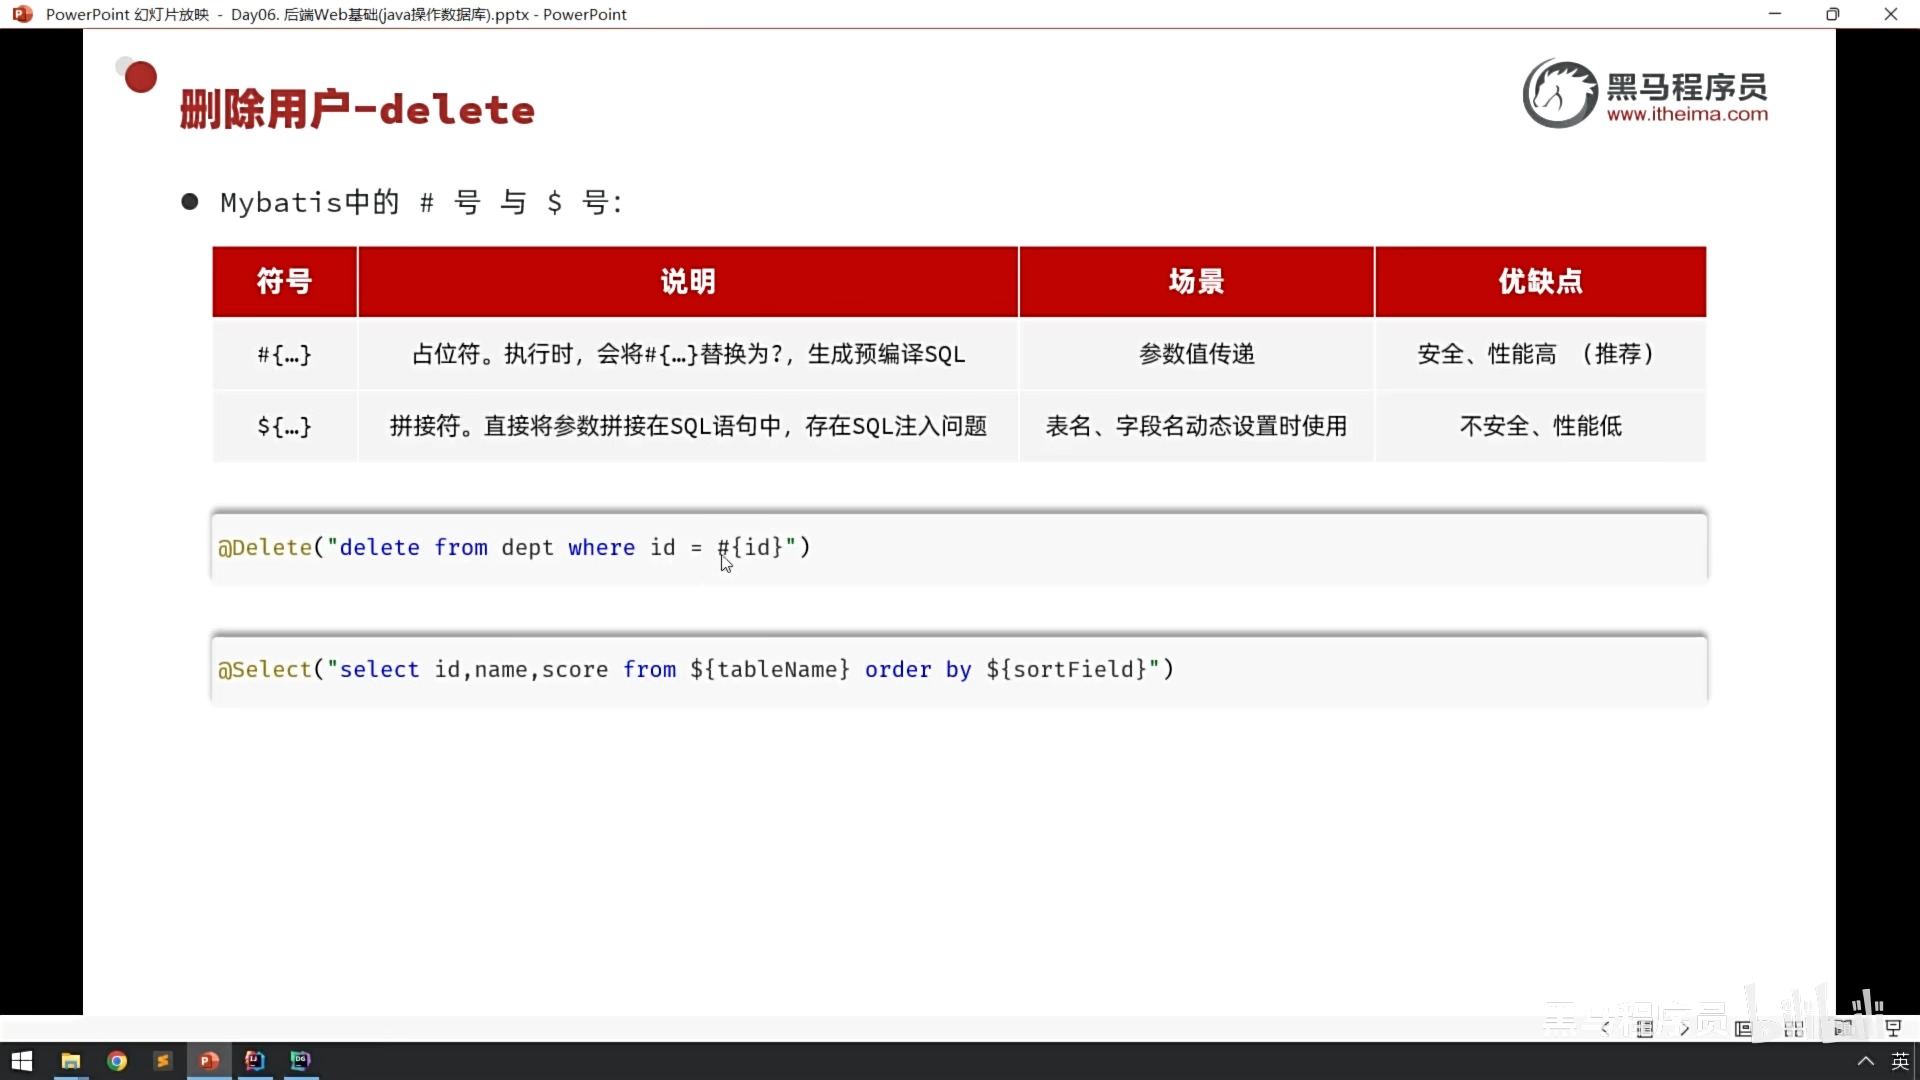 PowerPoint 幻灯片放映 - Day06. 后端Web基础(java操作数据库).pptx - PowerPoint
删除用户-delete
黑马程序员
www.itheima.com
Mybatis中的 # 号 与 $ 号:
符号 说明 场景 优缺点
#{…} 占位符。执行时，会将#{…}替换为?，生成预编译SQL 参数值传递 安全、性能高 （推荐）
${…} 拼接符。直接将参数拼接在SQL语句中，存在SQL注入问题 表名、字段名动态设置时使用 不安全、性能低
@Delete("delete from dept where id = #{id}")
@Select("select id,name,score from ${tableName} order by ${sortField}")
黑马程序员 bilibili
英